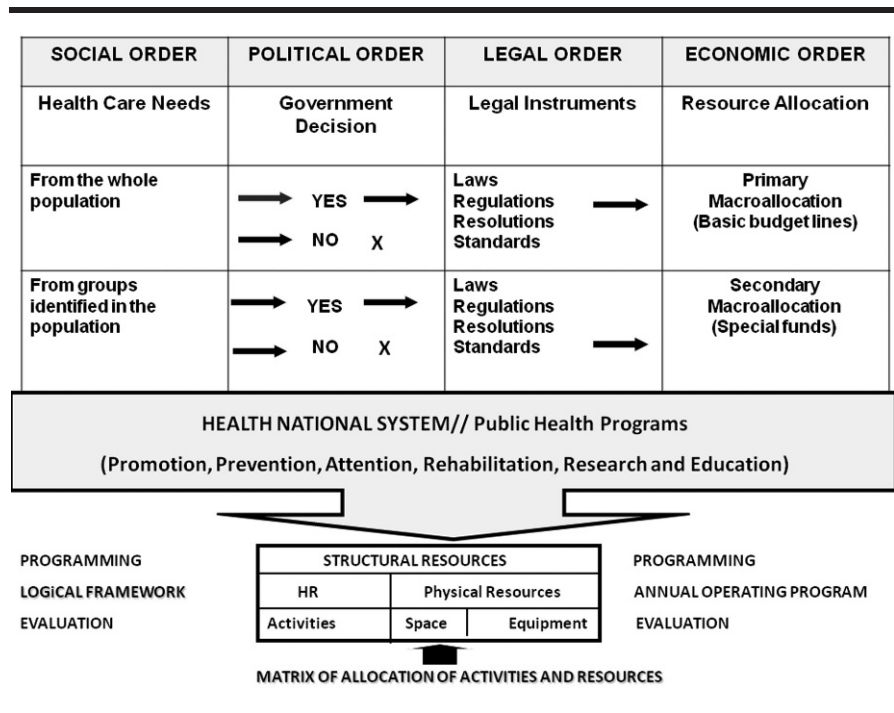 SOCIAL ORDER
POLITICAL ORDER
LEGAL ORDER
ECONOMIC ORDER
Health Care Needs
Government
Decision
Legal Instruments
Resource Allocation
From the whole
population
YES
NO X
Laws
Regulations
Resolutions
Standards
Primary
Macroallocation
(Basic budget lines)
From groups
identified in the
population
YES
NO X
Laws
Regulations
Resolutions
Standards
Secondary
Macroallocation
(Special funds)
HEALTH NATIONAL SYSTEM// Public Health Programs
(Promotion, Prevention, Attention, Rehabilitation, Research and Education)
PROGRAMMING
LOGiCAL FRAMEWORK
EVALUATION
STRUCTURAL RESOURCES
HR
Physical Resources
Activities
Space
Equipment
PROGRAMMING
ANNUAL OPERATING PROGRAM
EVALUATION
MATRIX OF ALLOCATION OF ACTIVITIES AND RESOURCES